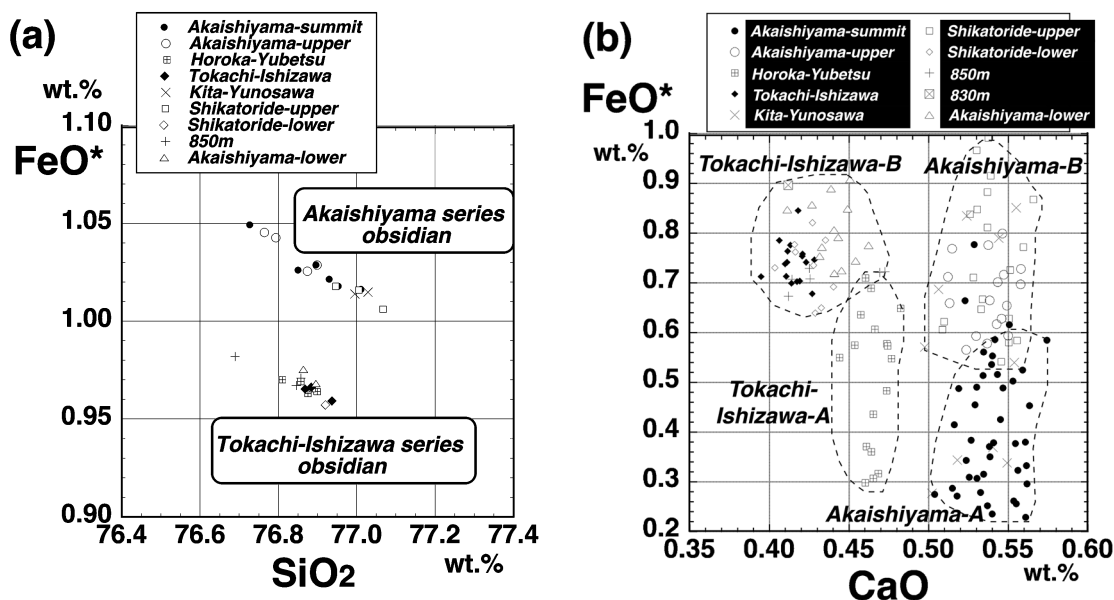 (a)
Akaishiyama-summit
Akaishiyama-upper
Horoka-Yubetsu
Tokachi-Ishizawa
Kita-Yunosawa
Shikatoride-upper
Shikatoride-lower
850m
Akaishiyama-lower
wt.%
FeO*
1.10
1.05
1.00
0.95
0.90
Akaishiyama series
obsidian
Tokachi-Ishizawa series
obsidian
76.4 76.6 76.8 77.0 77.2 77.4
SiO2
wt.%
(b)
Akaishiyama-summit
Akaishiyama-upper
Horoka-Yubetsu
Tokachi-Ishizawa
Kita-Yunosawa
Shikatoride-upper
Shikatoride-lower
850m
830m
Akaishiyama-lower
FeO*
wt.%
1.0
0.9
0.8
0.7
0.6
0.5
0.4
0.3
0.2
Tokachi-Ishizawa-B
Akaishiyama-B
Tokachi-
Ishizawa-A
Akaishiyama-A
0.35 0.40 0.45 0.50 0.55 0.60
CaO
wt.%